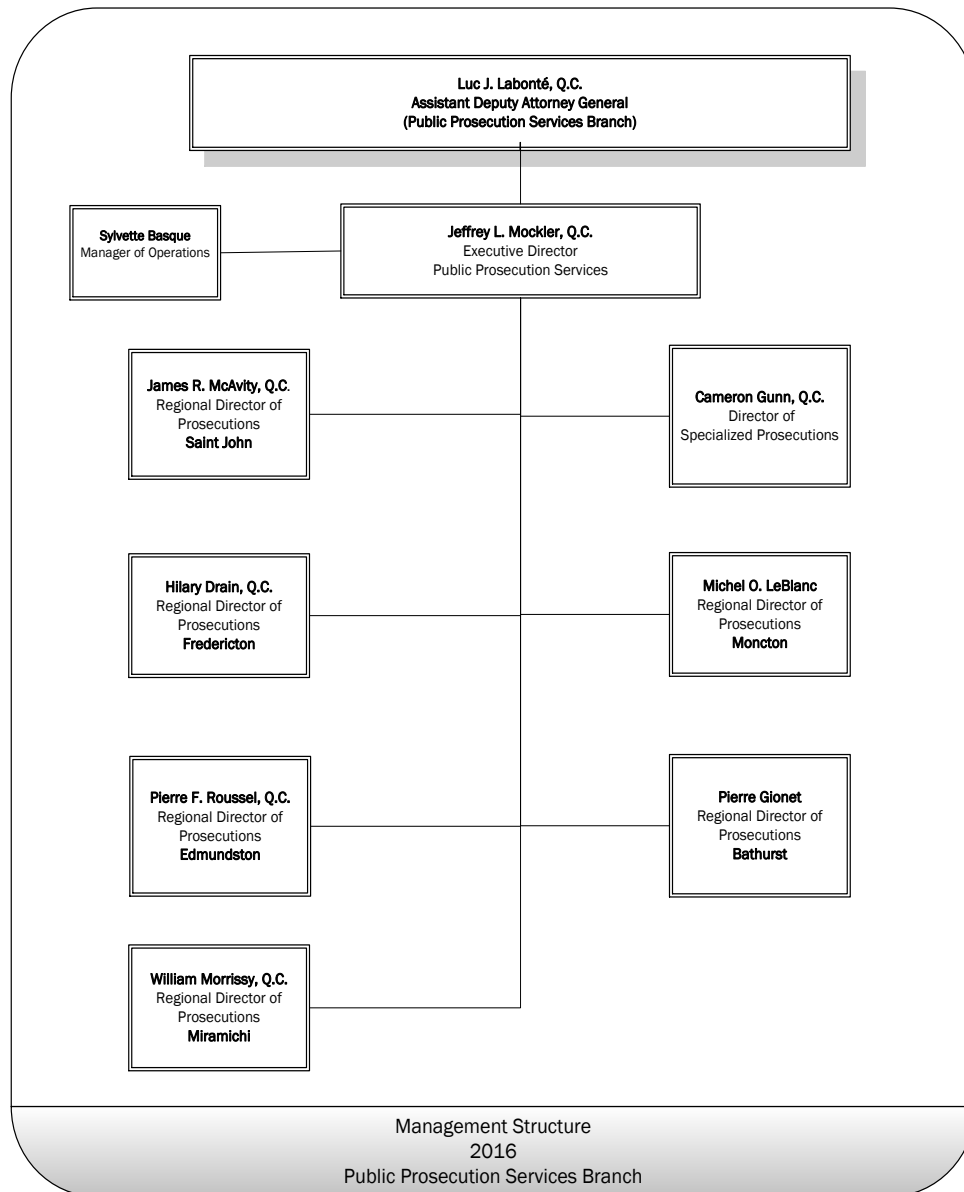 Luc J. Labonté, Q.C.
Assistant Deputy Attorney General
(Public Prosecution Services Branch)
Sylvette Basque
Manager of Operations
Jeffrey L. Mockler, Q.C.
Executive Director
Public Prosecution Services
James R. McAvity, Q.C.
Regional Director of
Prosecutions
Saint John
Cameron Gunn, Q.C.
Director of
Specialized Prosecutions
Hilary Drain, Q.C.
Regional Director of
Prosecutions
Fredericton
Michel O. LeBlanc
Regional Director of
Prosecutions
Moncton
Pierre F. Roussel, Q.C.
Regional Director of
Prosecutions
Edmundston
Pierre Gionet
Regional Director of
Prosecutions
Bathurst
William Morrissy, Q.C.
Regional Director of
Prosecutions
Miramichi
Management Structure
2016
Public Prosecution Services Branch